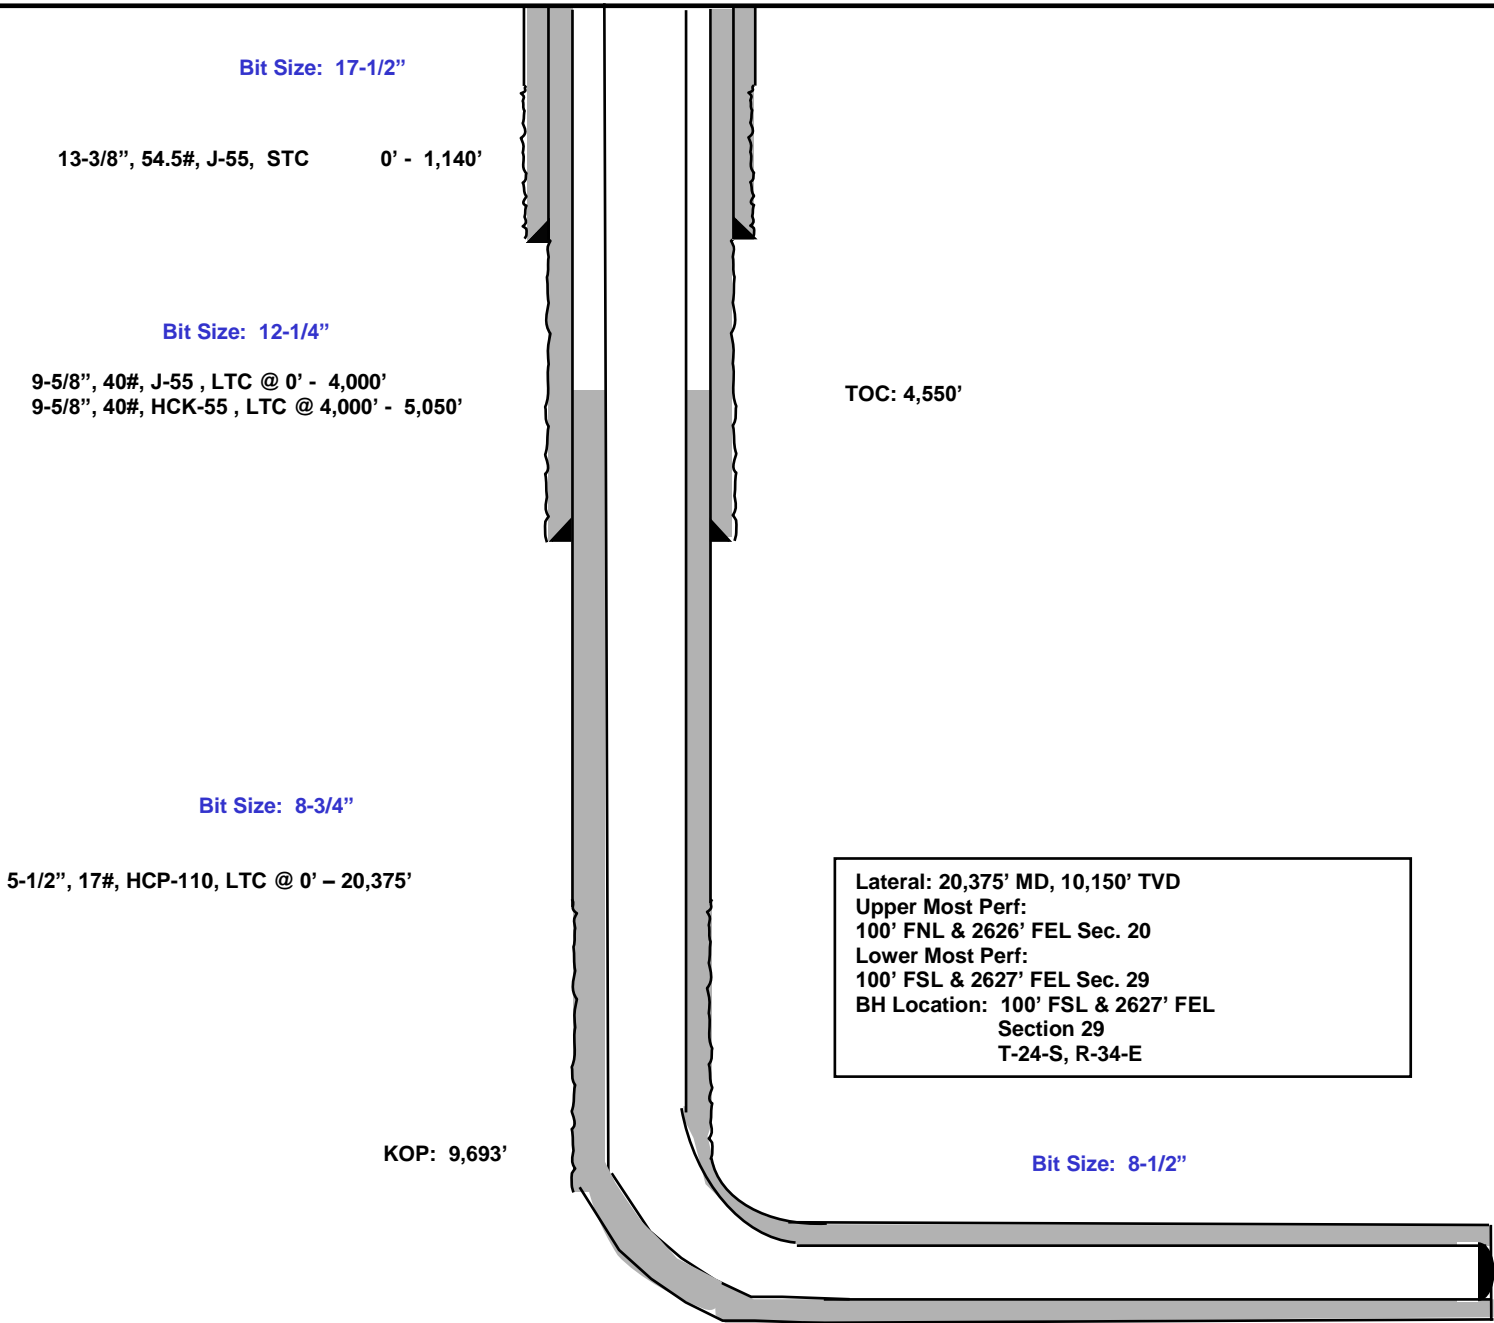 Bit Size: 17-1/2”
13-3/8”, 54.5#, J-55, STC 0’ - 1,140’
Bit Size: 12-1/4”
9-5/8”, 40#, J-55 , LTC @ 0’ - 4,000’
9-5/8”, 40#, HCK-55 , LTC @ 4,000’ - 5,050’
TOC: 4,550’
Bit Size: 8-3/4”
5-1/2”, 17#, HCP-110, LTC @ 0’ – 20,375’
Lateral: 20,375’ MD, 10,150’ TVD
Upper Most Perf:
100’ FNL & 2626’ FEL Sec. 20
Lower Most Perf:
100’ FSL & 2627’ FEL Sec. 29
BH Location: 100’ FSL & 2627’ FEL
Section 29
T-24-S, R-34-E
KOP: 9,693’
Bit Size: 8-1/2”